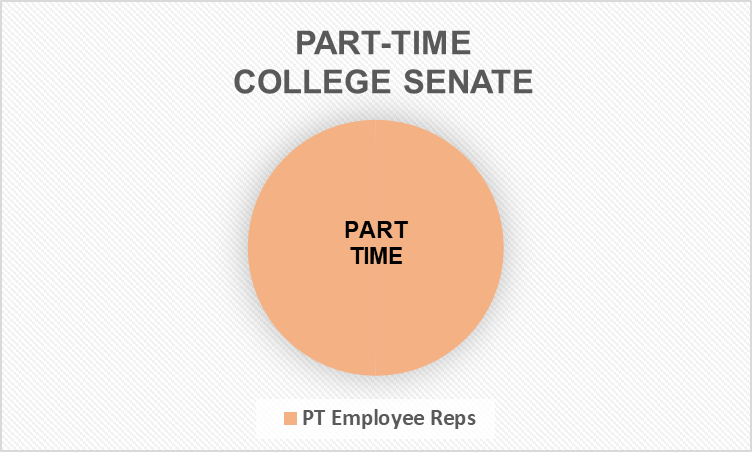 PART-TIME
COLLEGE SENATE
PART
TIME
PT Employee Reps